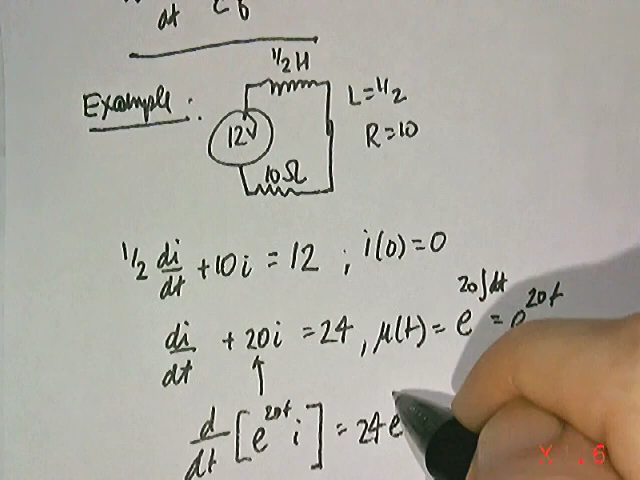 dt
Example:
1/2 H
L=1/2
12V
R=10
10Ω
1/2 di/dt + 10i = 12 ; i(0)=0
di/dt + 20i = 24 , μ(t) = e^{20∫dt} = e^{20t}
d/dt [e^{20t} i] = 24e